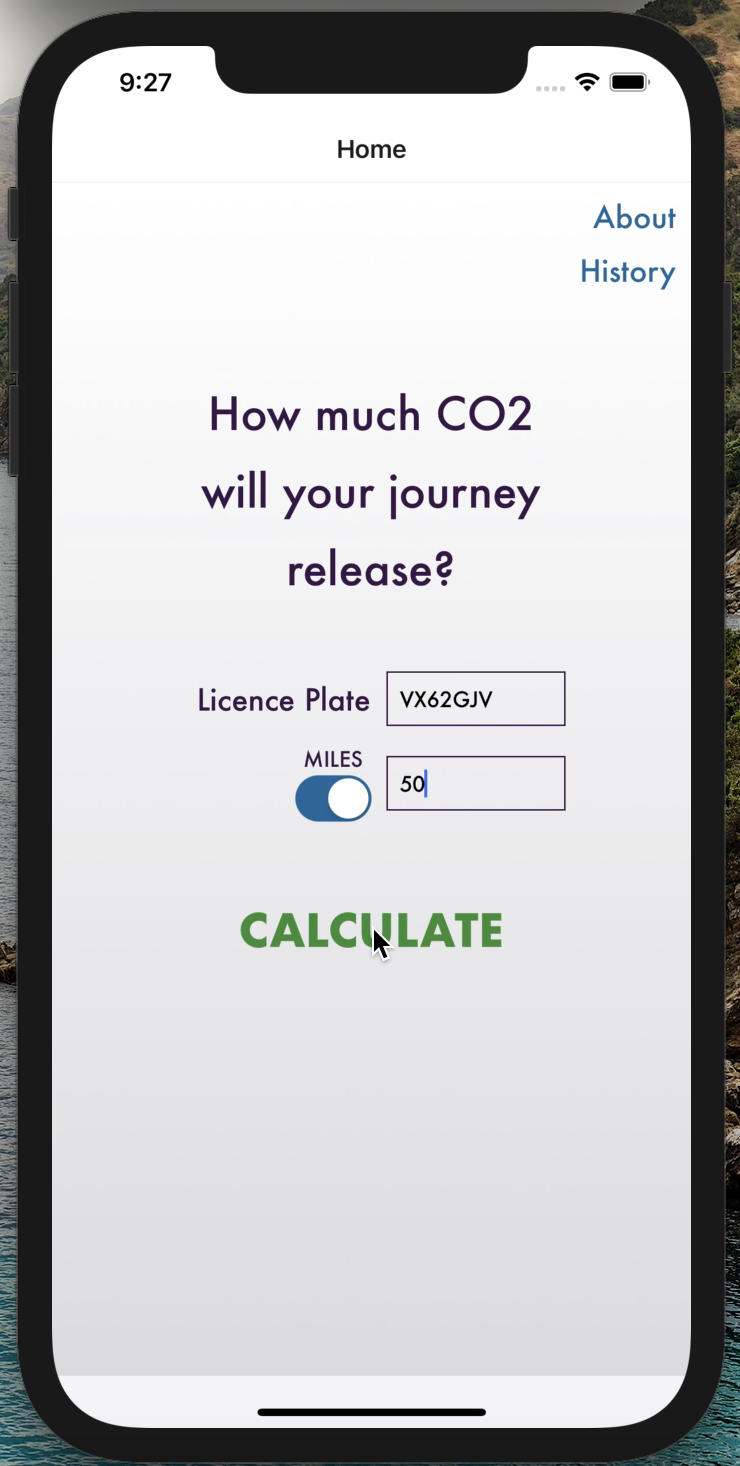 9:27
Home
About
History
How much CO2
will your journey
release?
Licence Plate VX62GJV
MILES
50
CALCULATE